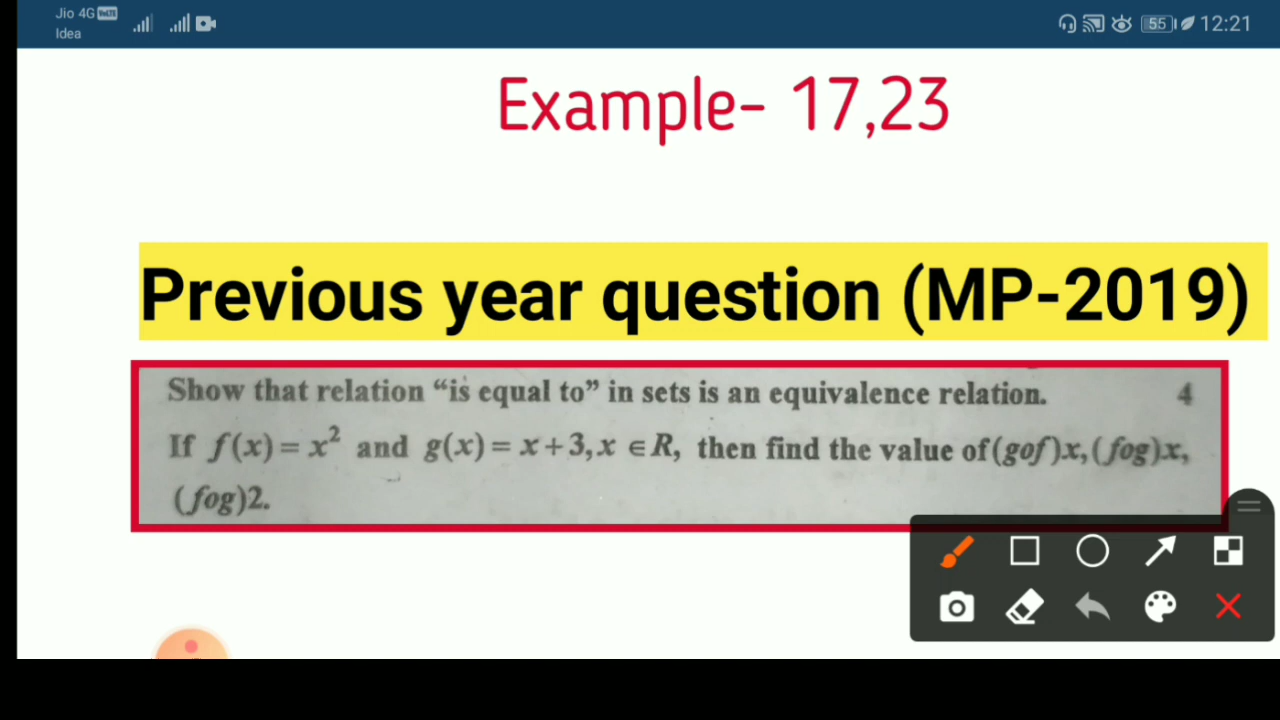 Jio 4G VoLTE
Idea
55 12:21
Example- 17,23
Previous year question (MP-2019)
Show that relation “is equal to” in sets is an equivalence relation. 4
If f(x) = x² and g(x) = x+3, x ∈R, then find the value of (gof)x, (fog)x,
(fog)2.